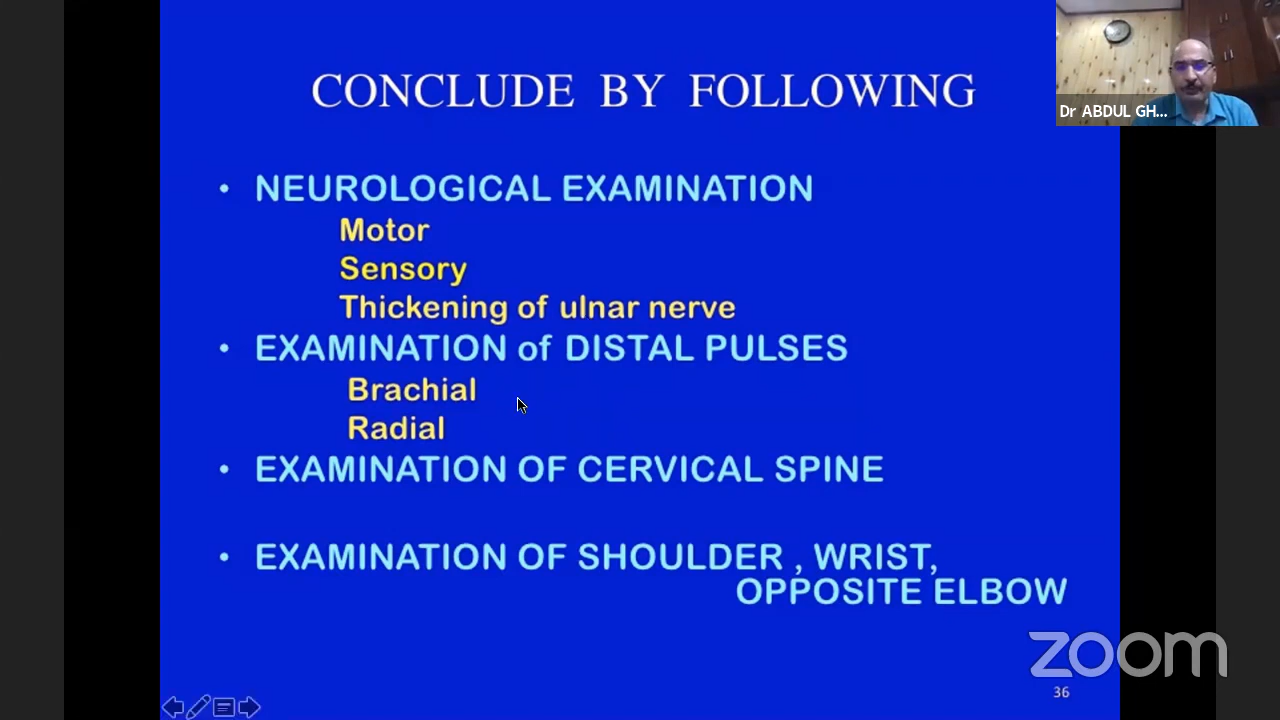 CONCLUDE BY FOLLOWING
Dr ABDUL GH...
• NEUROLOGICAL EXAMINATION
Motor
Sensory
Thickening of ulnar nerve
• EXAMINATION of DISTAL PULSES
Brachial
Radial
• EXAMINATION OF CERVICAL SPINE
• EXAMINATION OF SHOULDER , WRIST,
OPPOSITE ELBOW
zoom
36